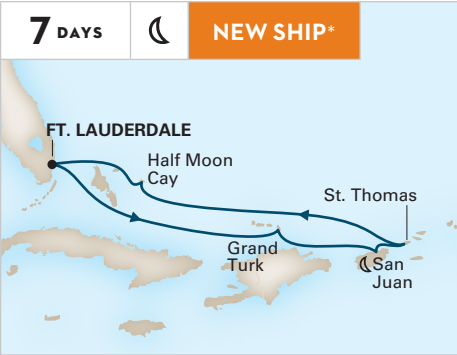 7 DAYS
NEW SHIP*
FT. LAUDERDALE
Half Moon
Cay
St. Thomas
Grand
Turk
San
Juan